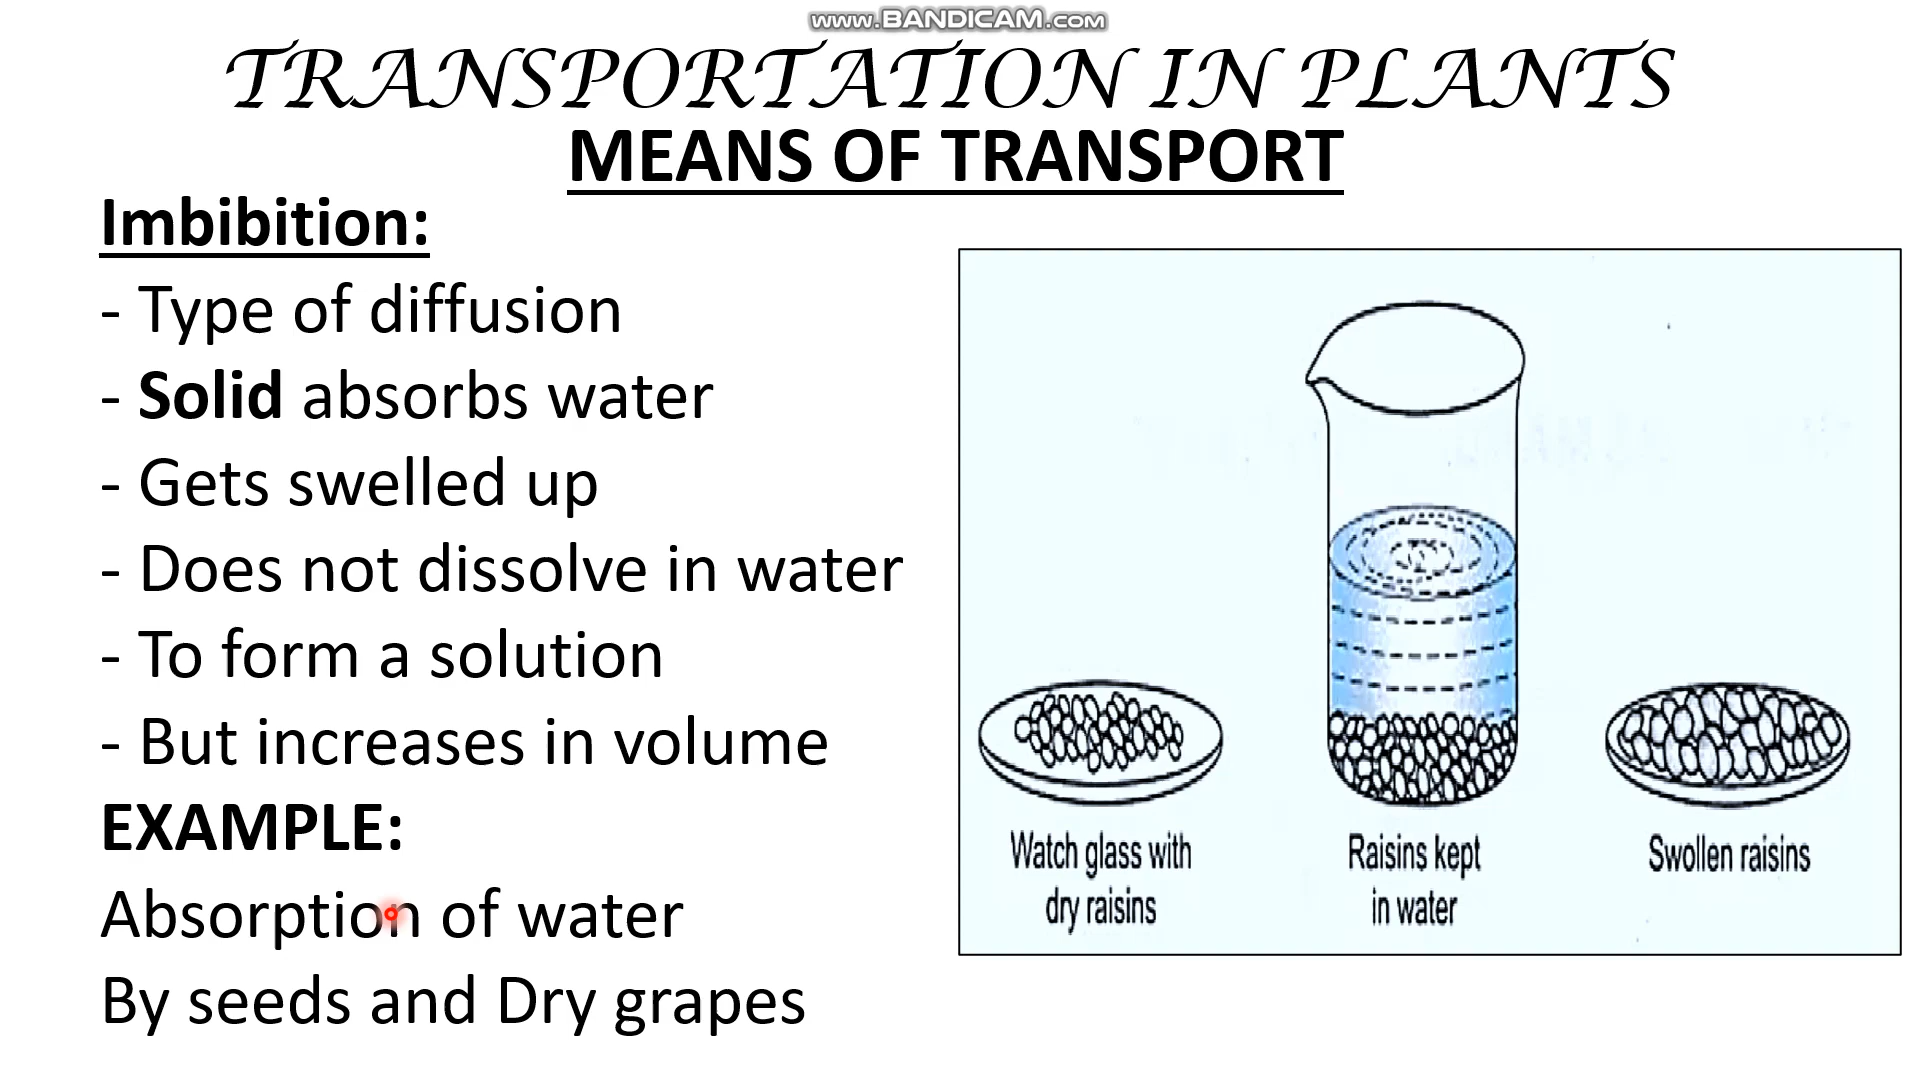 www.BANDICAM.com
TRANSPORTATION IN PLANTS
MEANS OF TRANSPORT
Imbibition:
- Type of diffusion
- Solid absorbs water
- Gets swelled up
- Does not dissolve in water
- To form a solution
- But increases in volume
EXAMPLE:
Absorption of water
By seeds and Dry grapes
Watch glass with
dry raisins
Raisins kept
in water
Swollen raisins